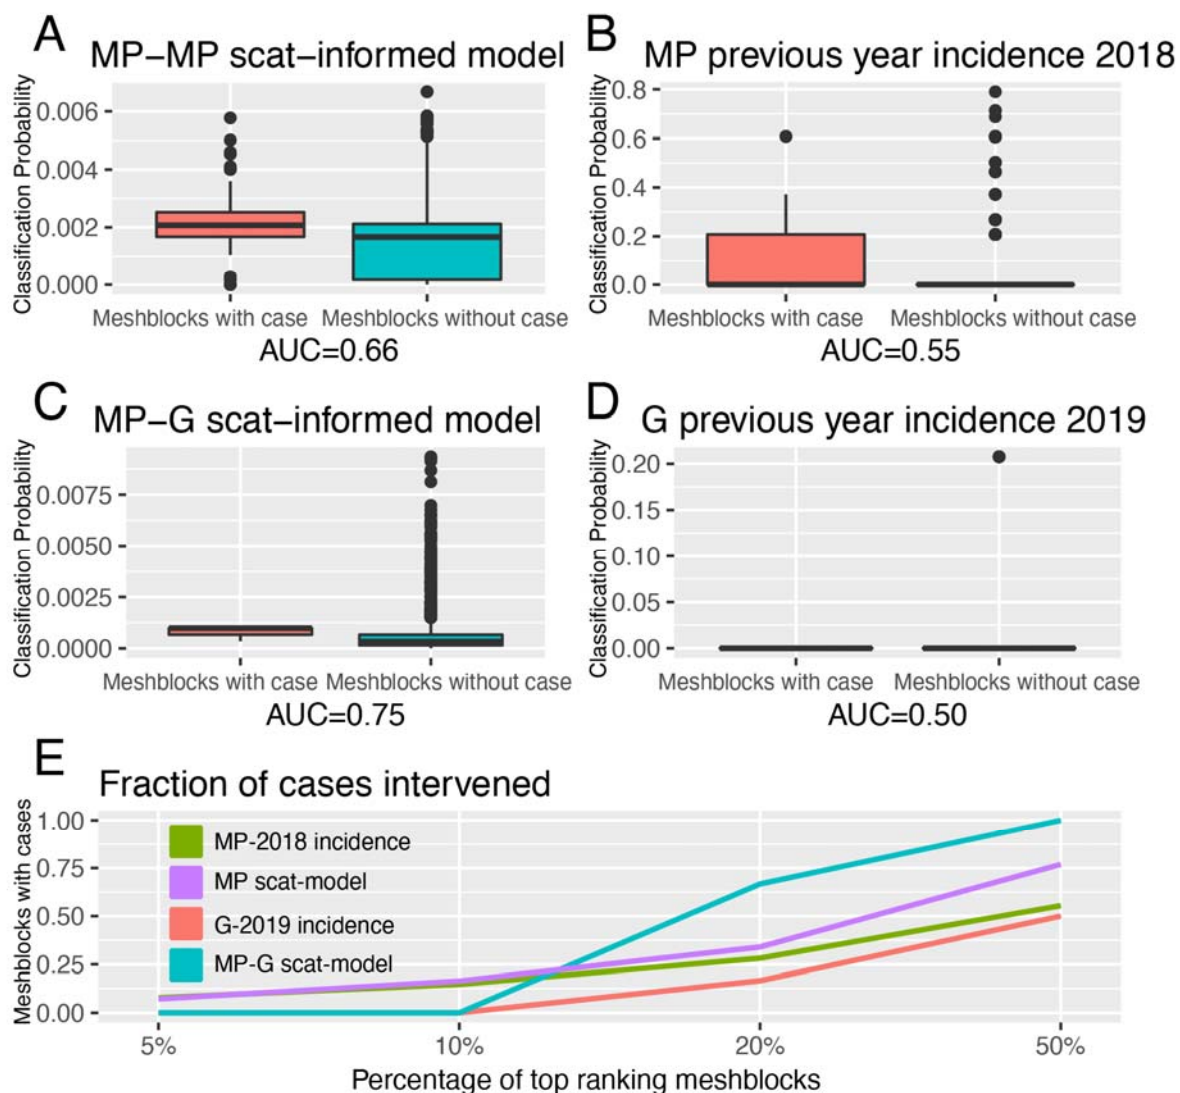 A
MP−MP scat−informed model
Classification Probability
0.006
0.004
0.002
0.000
Meshblocks with case
Meshblocks without case
AUC=0.66
B
MP previous year incidence 2018
Classification Probability
0.8
0.6
0.4
0.2
0.0
Meshblocks with case
Meshblocks without case
AUC=0.55
C
MP−G scat−informed model
Classification Probability
0.0075
0.0050
0.0025
0.0000
Meshblocks with case
Meshblocks without case
AUC=0.75
D
G previous year incidence 2019
Classification Probability
0.20
0.15
0.10
0.05
0.00
Meshblocks with case
Meshblocks without case
AUC=0.50
E
Fraction of cases intervened
Meshblocks with cases
1.00
0.75
0.50
0.25
0.00
MP-2018 incidence
MP scat-model
G-2019 incidence
MP-G scat-model
5%
10%
20%
50%
Percentage of top ranking meshblocks